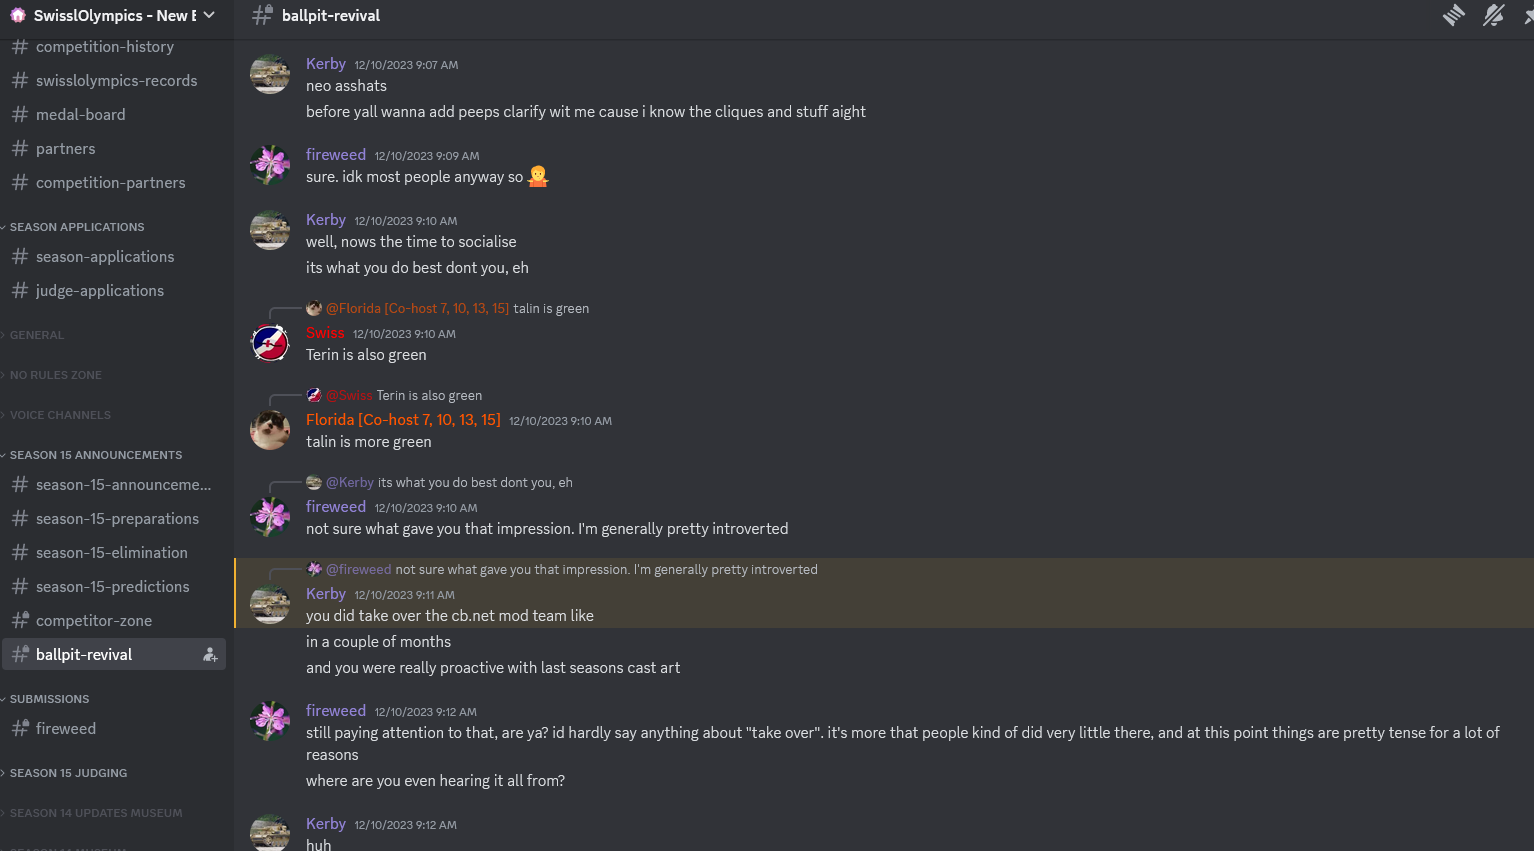 SwisslOlympics - New E
competition-history
swisslolympics-records
medal-board
partners
competition-partners
SEASON APPLICATIONS
season-applications
judge-applications
GENERAL
NO RULES ZONE
VOICE CHANNELS
SEASON 15 ANNOUNCEMENTS
season-15-announceme...
season-15-preparations
season-15-elimination
season-15-predictions
competitor-zone
ballpit-revival
SUBMISSIONS
fireweed
SEASON 15 JUDGING
SEASON 14 UPDATES MUSEUM
ballpit-revival
Kerby 12/10/2023 9:07 AM
neo asshats
before yall wanna add peeps clarify wit me cause i know the cliques and stuff aight
fireweed 12/10/2023 9:09 AM
sure. idk most people anyway so
Kerby 12/10/2023 9:10 AM
well, nows the time to socialise
its what you do best dont you, eh
@Florida [Co-host 7, 10, 13, 15] talin is green
Swiss 12/10/2023 9:10 AM
Terin is also green
@Swiss Terin is also green
Florida [Co-host 7, 10, 13, 15] 12/10/2023 9:10 AM
talin is more green
@Kerby its what you do best dont you, eh
fireweed 12/10/2023 9:10 AM
not sure what gave you that impression. I'm generally pretty introverted
@fireweed not sure what gave you that impression. I'm generally pretty introverted
Kerby 12/10/2023 9:11 AM
you did take over the cb.net mod team like
in a couple of months
and you were really proactive with last seasons cast art
fireweed 12/10/2023 9:12 AM
still paying attention to that, are ya? id hardly say anything about "take over". it's more that people kind of did very little there, and at this point things are pretty tense for a lot of
reasons
where are you even hearing it all from?
Kerby 12/10/2023 9:12 AM
huh